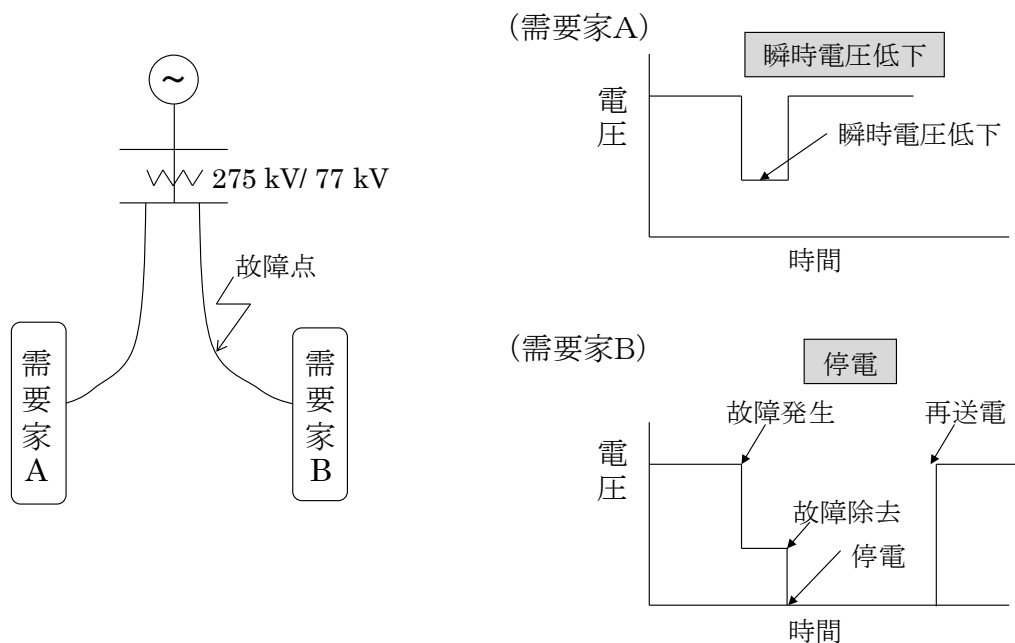 ~
275 kV/ 77 kV
故障点
需要家A
需要家B
(需要家A)
瞬時電圧低下
電圧
瞬時電圧低下
時間
(需要家B)
停電
故障発生
再送電
電圧
故障除去
停電
時間